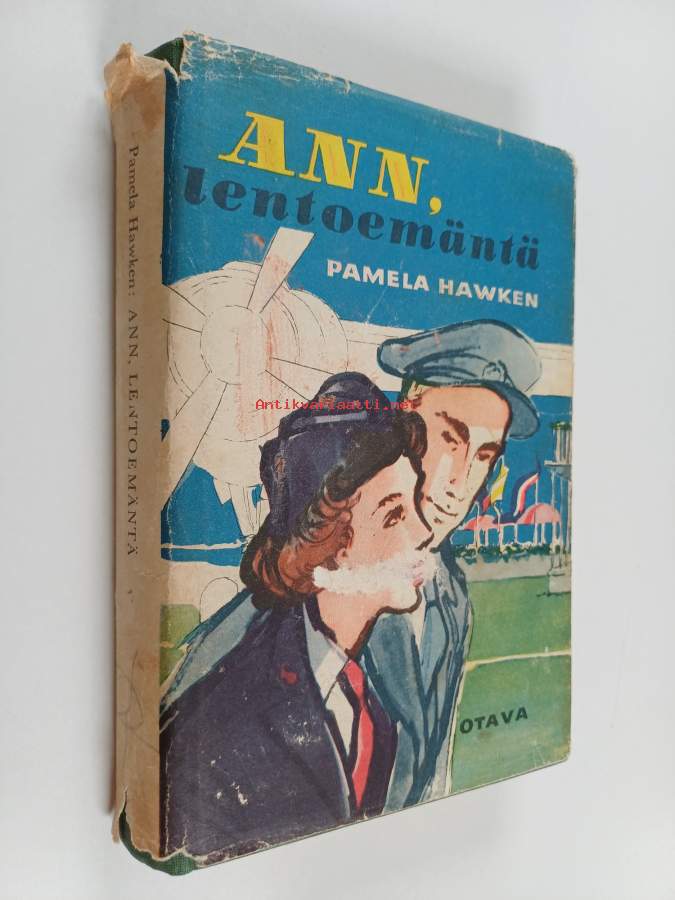 ANN,
lentoemäntä
PAMELA HAWKEN
Antikvariaatti.net
OTAVA
Pamela Hawken: ANN, LENTOEMÄNTÄ